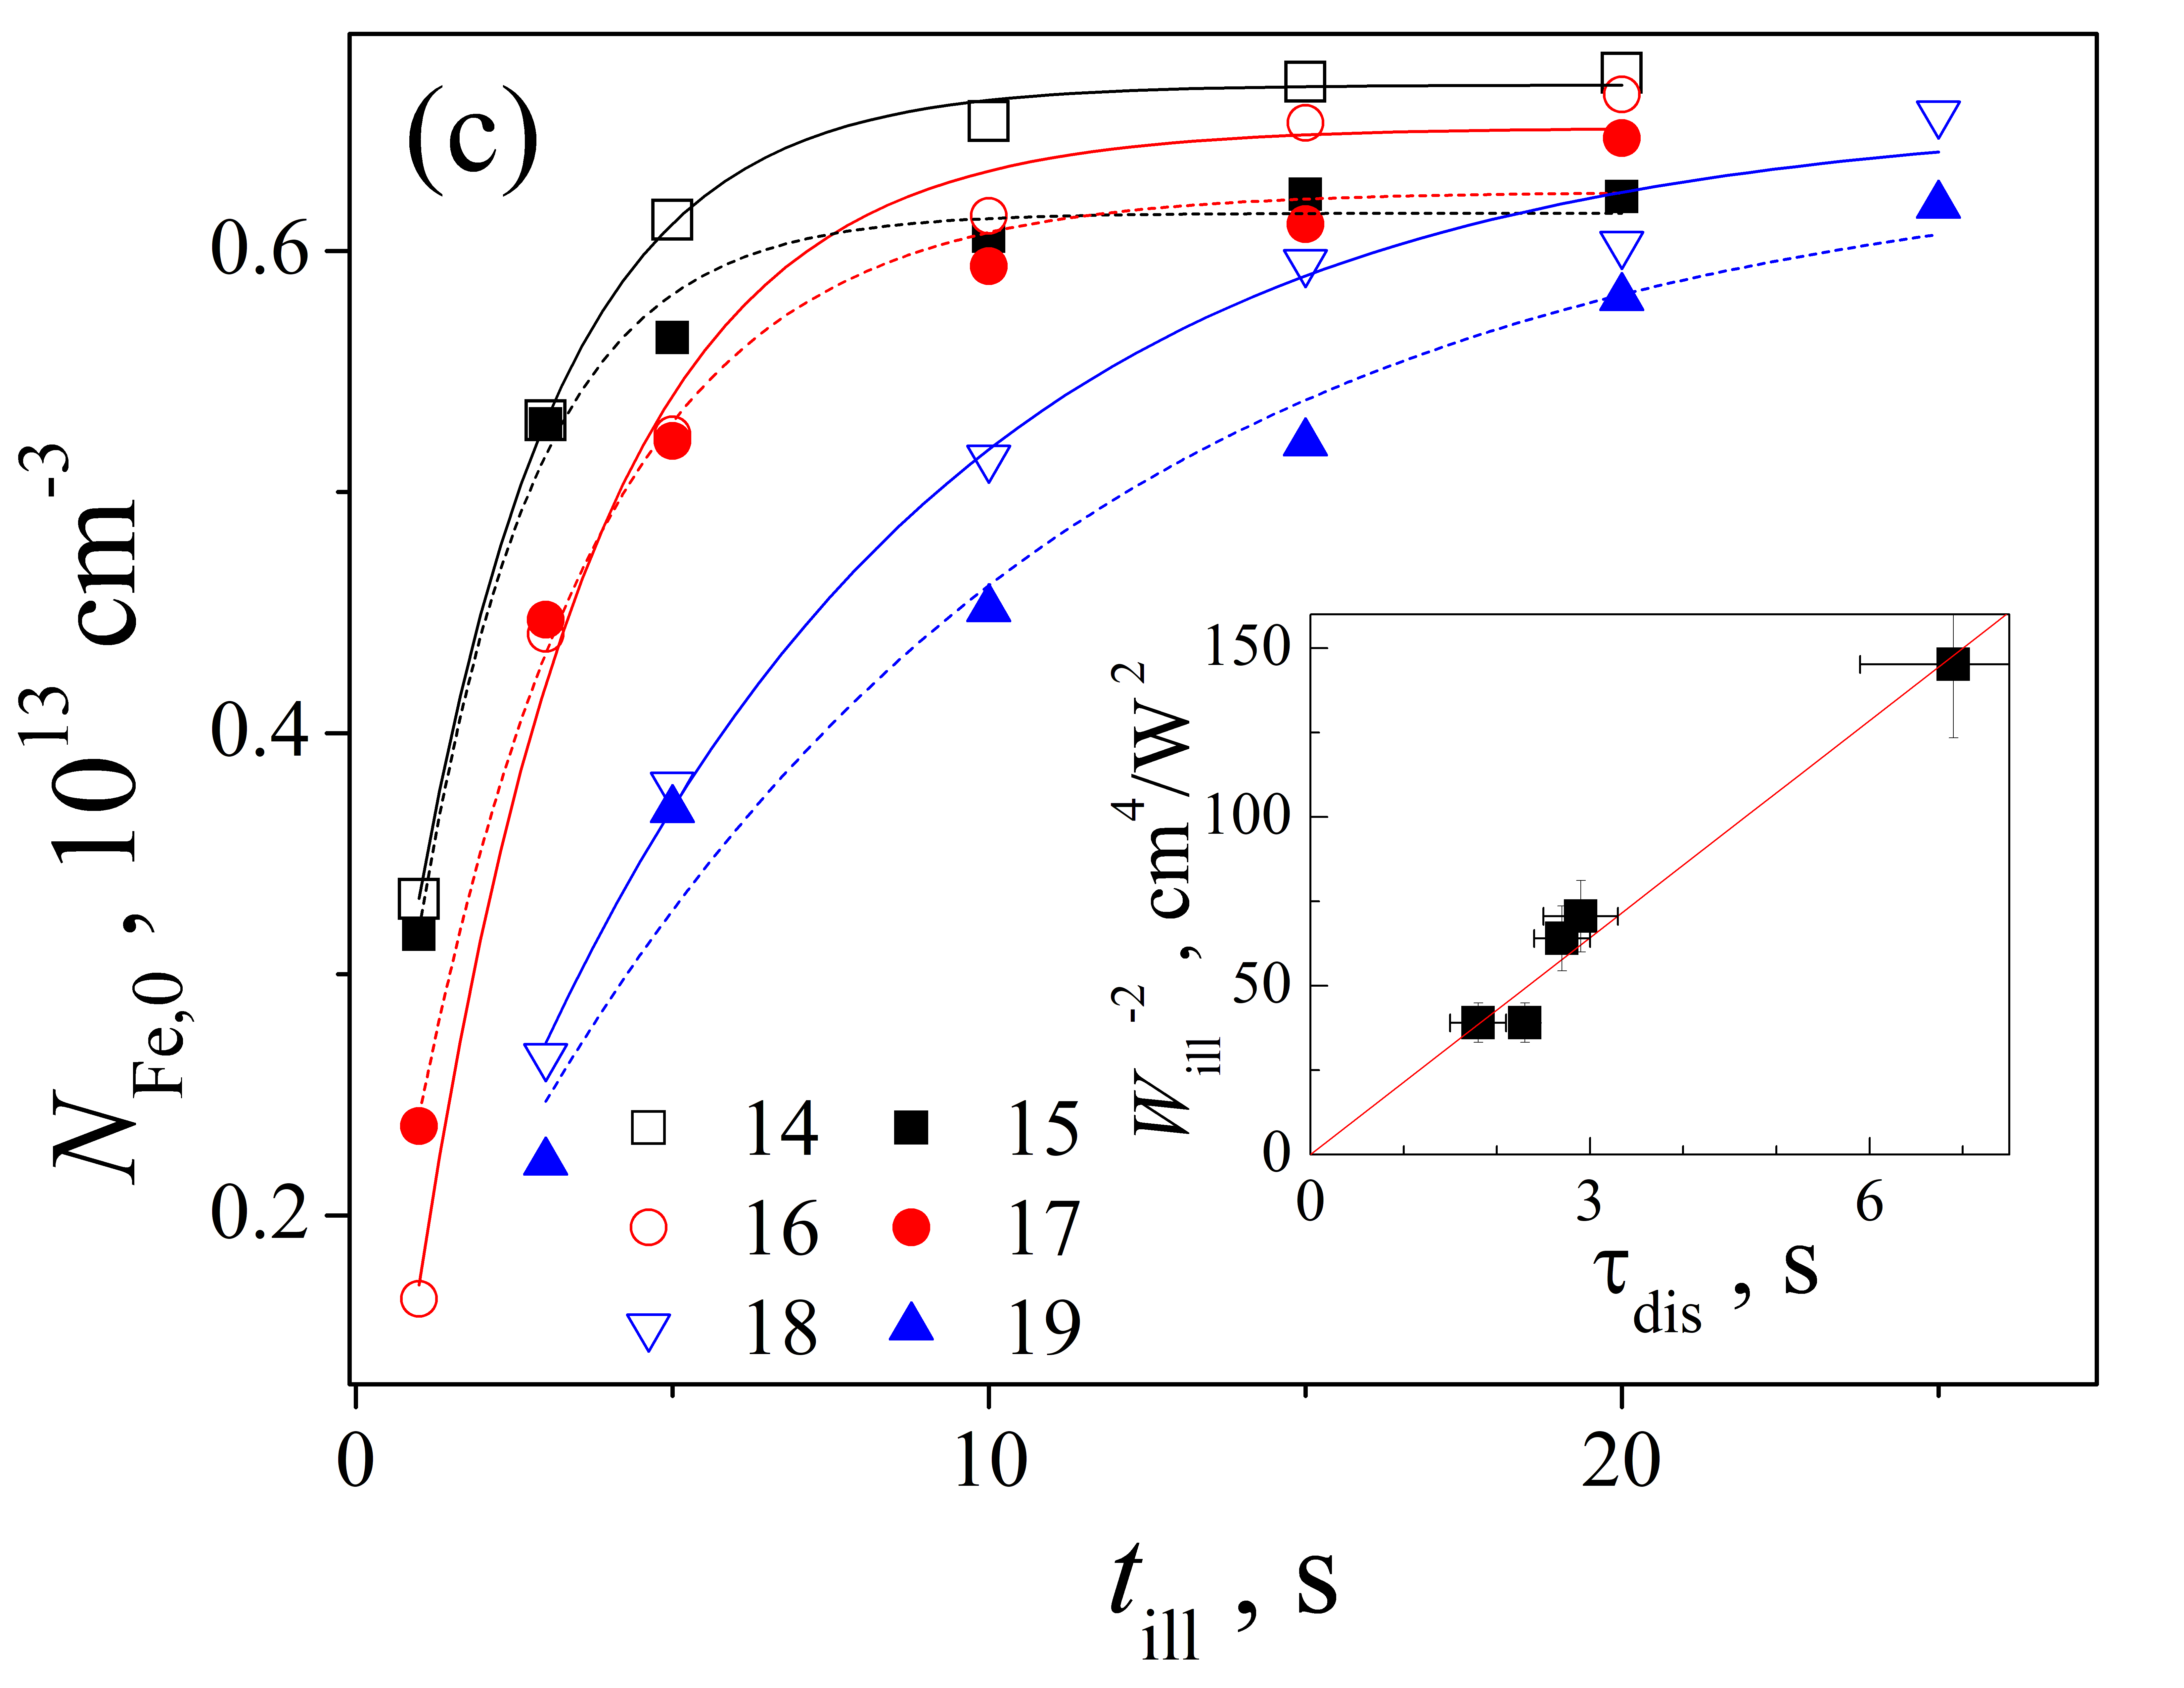 (c)
0.6
0.4
0.2
N Fe,0 , 10^13 cm^-3
0 10 20
t ill , s
14 15
16 17
18 19
150
100
50
0
W ill ^-2 , cm^4/W^2
0 3 6
τ dis , s